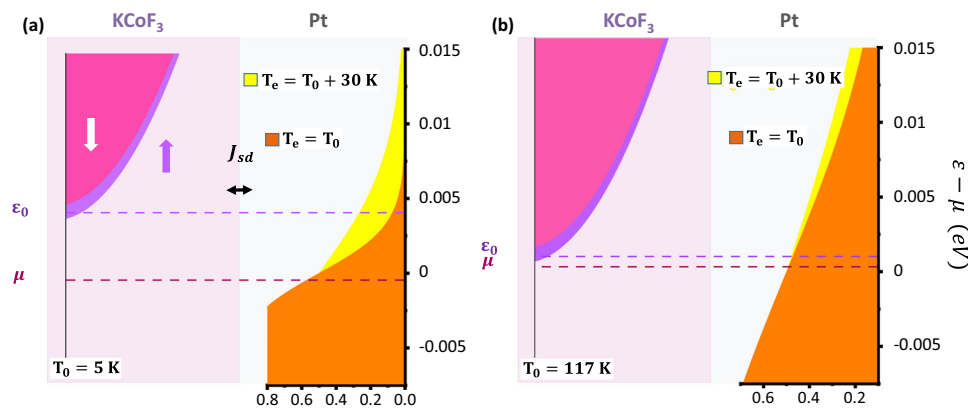 (a)
KCoF₃
Pt
0.015
Tₑ = T₀ + 30 K
0.01
Tₑ = T₀
J_sd
0.005
ε₀
μ
0
-0.005
T₀ = 5 K
0.8 0.6 0.4 0.2 0.0
(b)
KCoF₃
Pt
0.015
Tₑ = T₀ + 30 K
0.01
Tₑ = T₀
0.005
ε₀
μ
0
-0.005
T₀ = 117 K
0.6 0.4 0.2
ε − μ (eV)